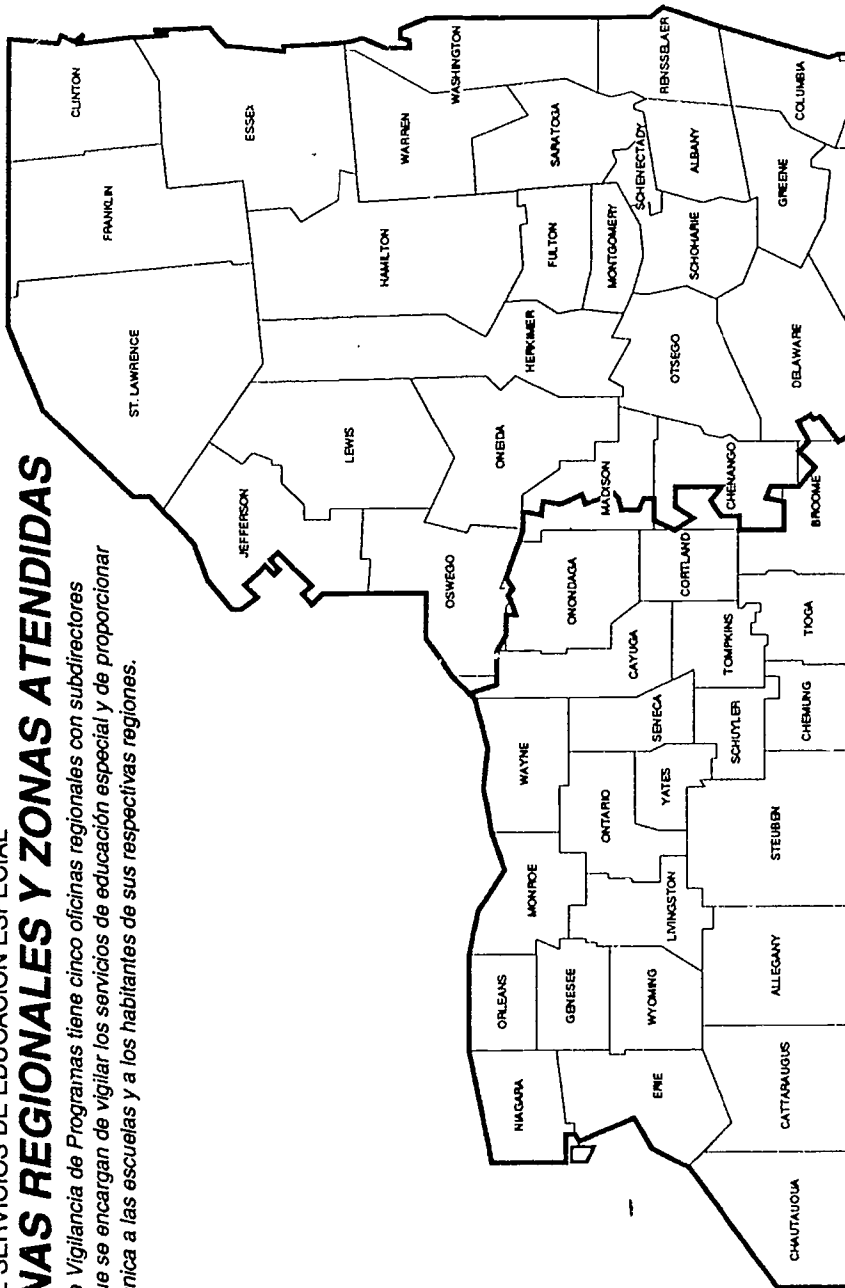 E SERVICIOS DE EDUCACIÓN ESPECIAL
NAS REGIONALES Y ZONAS ATENDIDAS
e Vigilancia de Programas tiene cinco oficinas regionales con subdirectores
ue se encargan de vigilar los servicios de educación especial y de proporcionar
nica a las escuelas y a los habitantes de sus respectivas regiones.
CLINTON
FRANKLIN
ST. LAWRENCE
ESSEX
JEFFERSON
LEWIS
HAMILTON
WARREN
WASHINGTON
OSWEGO
ONEIDA
HERKIMER
FULTON
SARATOGA
NIAGARA
ORLEANS
MONROE
WAYNE
ONONDAGA
MADISON
MONTGOMERY
SCHENECTADY
RENSSELAER
GENESEE
ONTARIO
CAYUGA
OTSEGO
SCHOHARIE
ALBANY
ERIE
WYOMING
LIVINGSTON
YATES
SENECA
CORTLAND
CHENANGO
SCHUYLER
TOMPKINS
DELAWARE
GREENE
COLUMBIA
CHAUTAUQUA
CATTARAUGUS
ALLEGANY
STEUBEN
CHEMUNG
TIOGA
BROOME